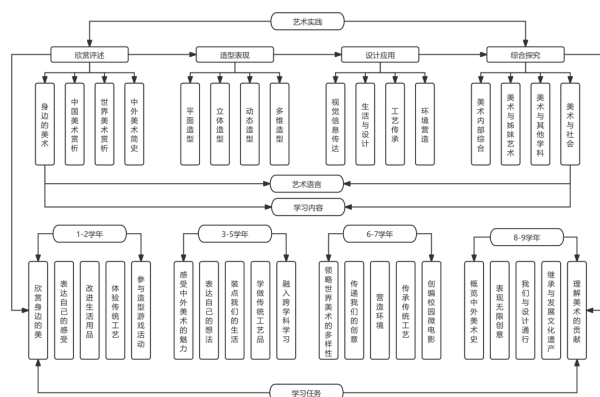 艺术实践
欣赏评述
造型表现
设计应用
综合探究
身边的美术
中国美术赏析
世界美术赏析
中外美术简史
平面造型
立体造型
动态造型
多维造型
视觉信息传达
生活与设计
工艺传承
环境营造
美术内部综合
美术与姊妹艺术
美术与其他学科
美术与社会
艺术语言
学习内容
1-2学年
3-5学年
6-7学年
8-9学年
欣赏身边的美
表达自己的感受
改进生活用品
体验传统工艺
参与造型游戏活动
感受中外美术的魅力
表达自己的想法
装点我们的生活
学做传统工艺品
融入跨学科学习
领略世界美术的多样性
传递我们的创意
营造环境
传承传统工艺
创编校园微电影
概览中外美术史
表现无限创意
我们与设计通行
继承与发展文化遗产
理解美术的贡献
学习任务